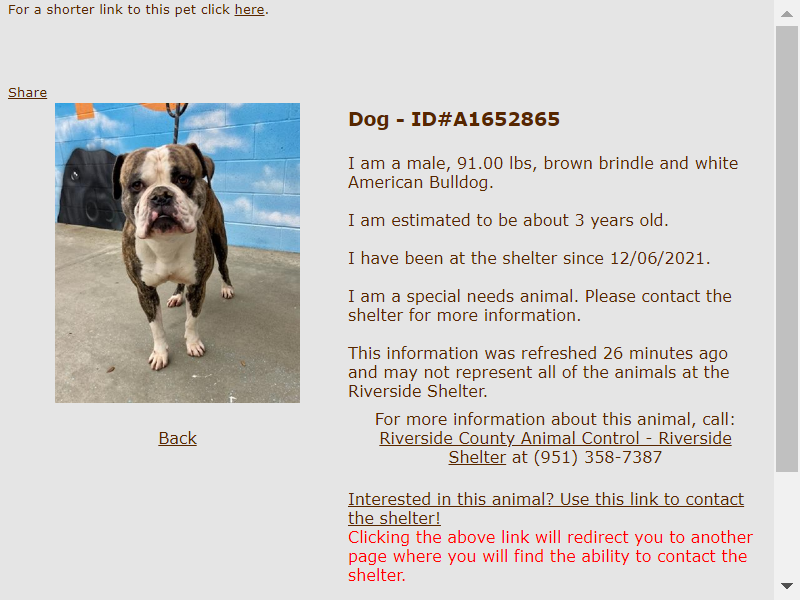 For a shorter link to this pet click here.
Share
Dog - ID#A1652865
I am a male, 91.00 lbs, brown brindle and white
American Bulldog.
I am estimated to be about 3 years old.
I have been at the shelter since 12/06/2021.
I am a special needs animal. Please contact the
shelter for more information.
This information was refreshed 26 minutes ago
and may not represent all of the animals at the
Riverside Shelter.
For more information about this animal, call:
Riverside County Animal Control - Riverside
Shelter at (951) 358-7387
Back
Interested in this animal? Use this link to contact
the shelter!
Clicking the above link will redirect you to another
page where you will find the ability to contact the
shelter.